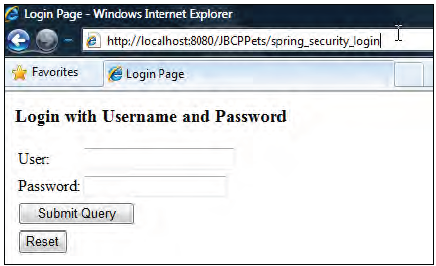 Login Page - Windows Internet Explorer
http://localhost:8080/JBCPPets/spring_security_login
Favorites
Login Page
Login with Username and Password
User:
Password:
Submit Query
Reset